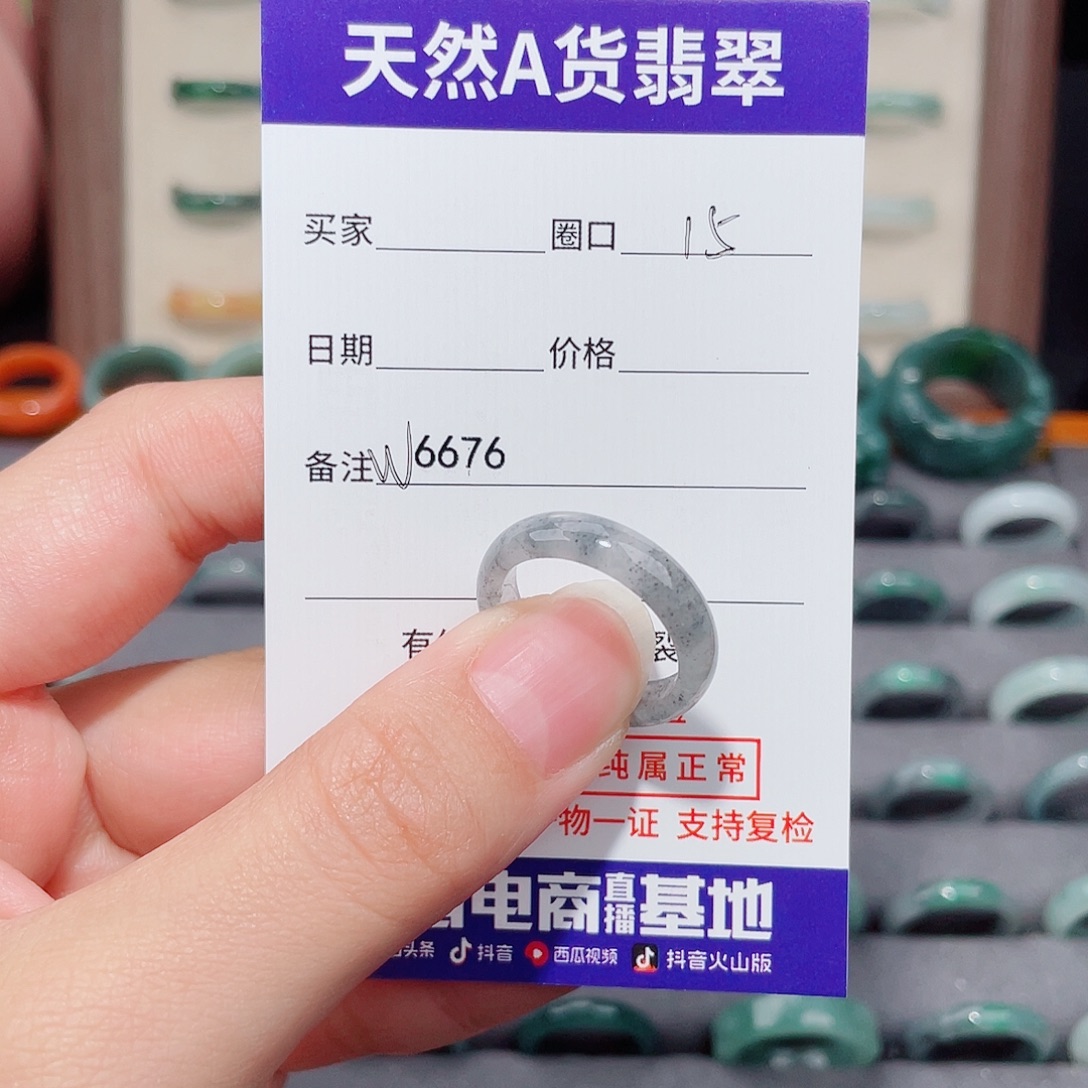 天然A货翡翠
买家 圈口 15
日期 价格
备注 W6676
有 裂
纯属正常
物一证 支持复检
电商直播基地
头条 抖音 西瓜视频 抖音火山版